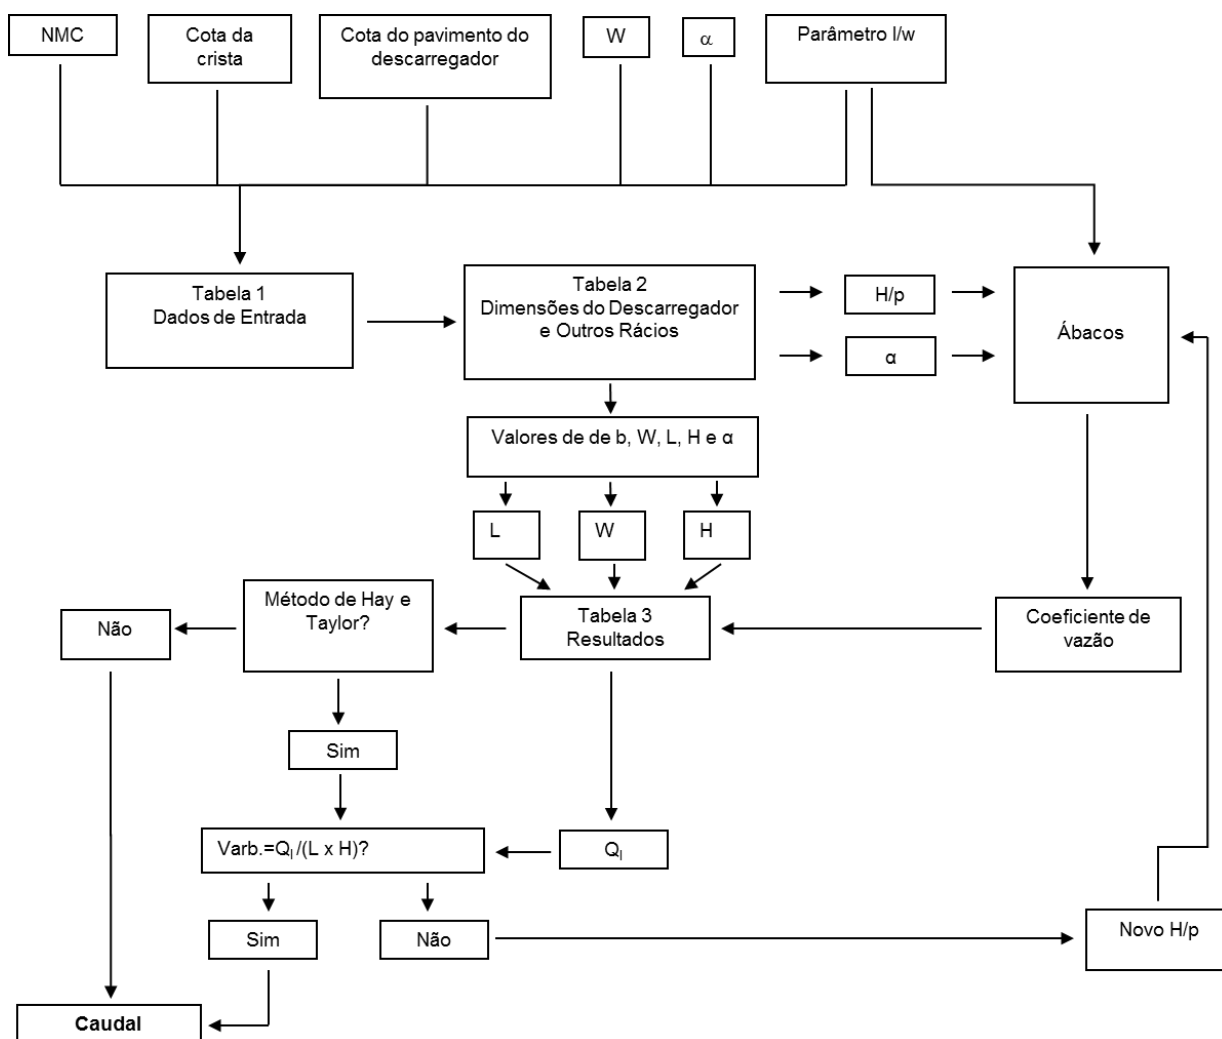 NMC
Cota da
crista
Cota do pavimento do
descarregador
W
α
Parâmetro l/w
Tabela 1
Dados de Entrada
Tabela 2
Dimensões do Descarregador
e Outros Rácios
H/p
α
Ábacos
Valores de de b, W, L, H e α
L
W
H
Não
Método de Hay e
Taylor?
Tabela 3
Resultados
Coeficiente de
vazão
Sim
Varb.=Ql /(L x H)?
Ql
Sim
Não
Novo H/p
Caudal